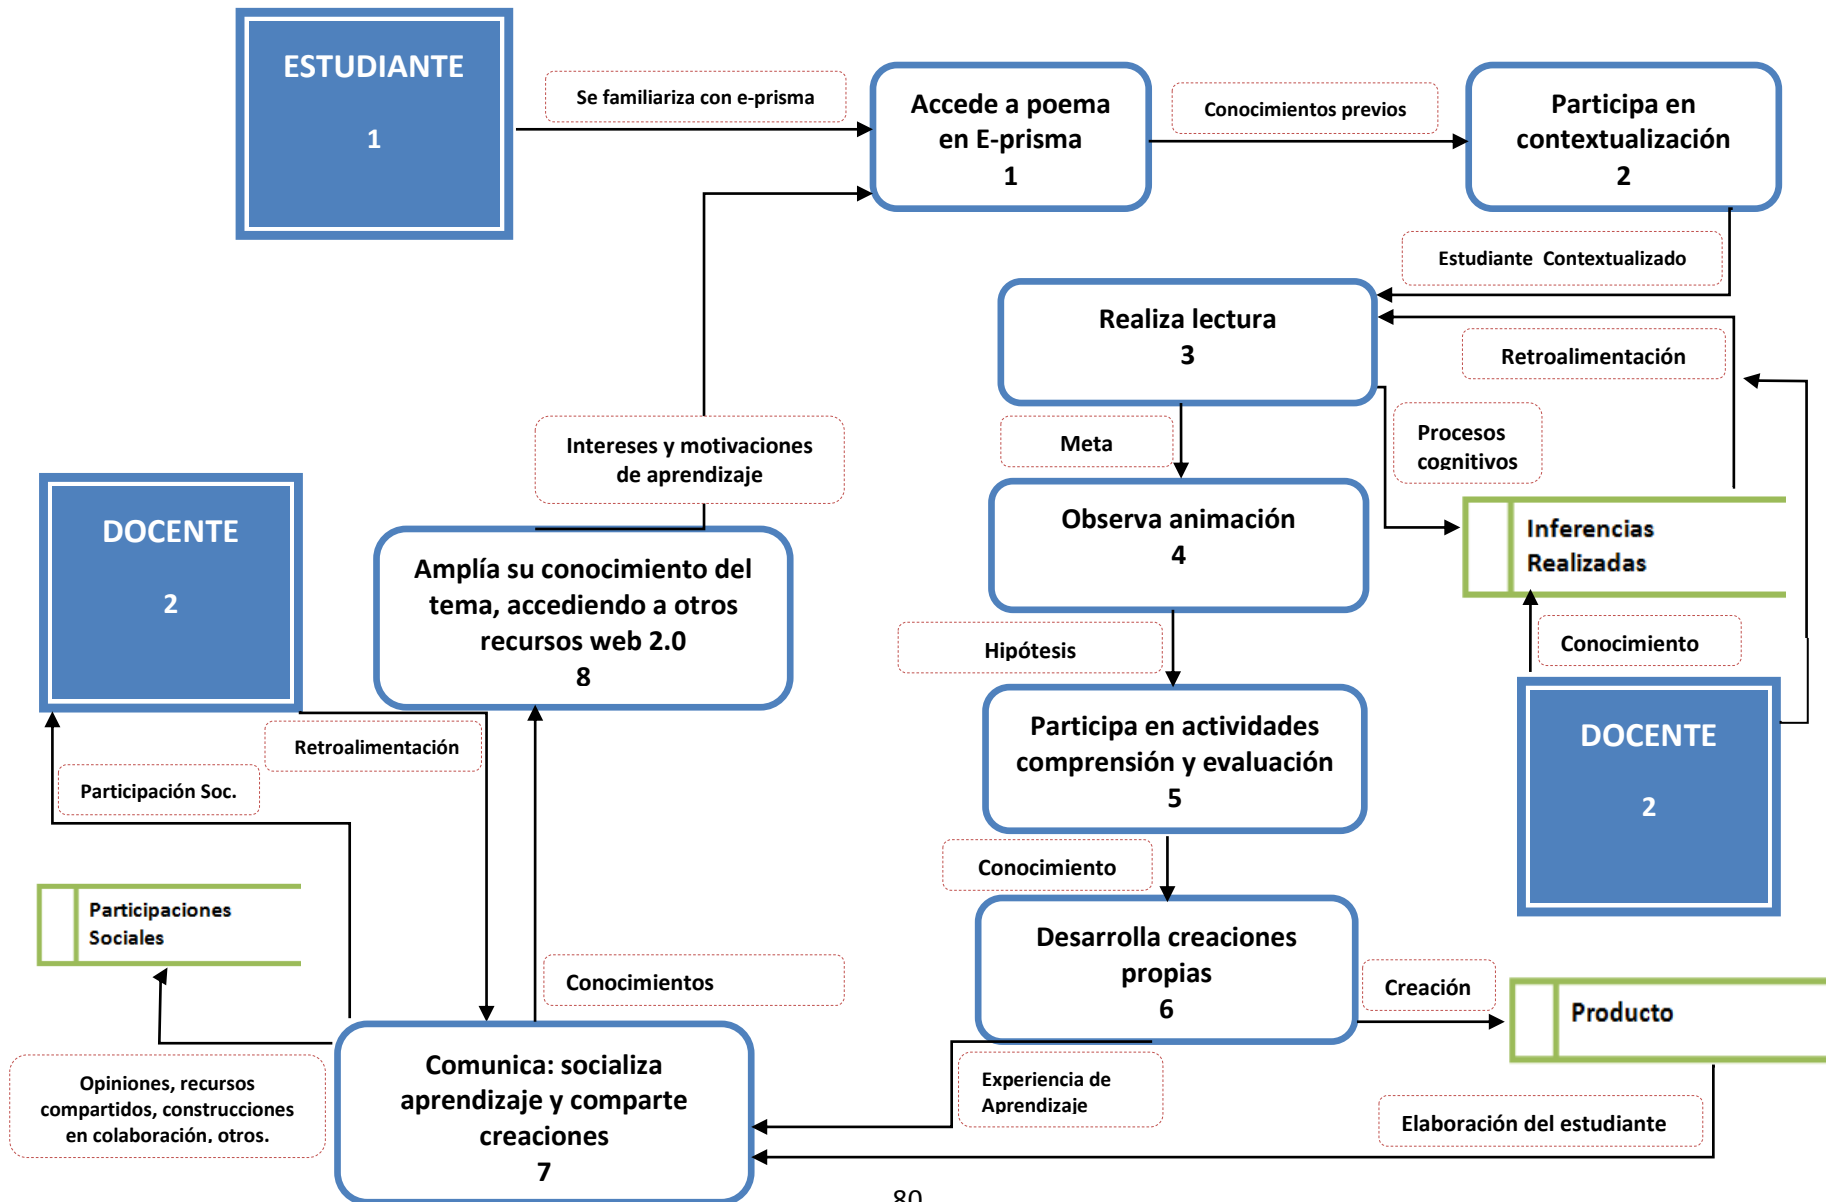 ESTUDIANTE
1
Se familiariza con e-prisma
Accede a poema
en E-prisma
1
Conocimientos previos
Participa en
contextualización
2
Estudiante Contextualizado
Realiza lectura
3
Retroalimentación
Meta
Procesos
cognitivos
Intereses y motivaciones
de aprendizaje
Observa animación
4
Inferencias
Realizadas
DOCENTE
2
Amplía su conocimiento del
tema, accediendo a otros
recursos web 2.0
8
Hipótesis
Conocimiento
Participa en actividades
comprensión y evaluación
5
DOCENTE
2
Retroalimentación
Participación Soc.
Conocimiento
Participaciones
Sociales
Desarrolla creaciones
propias
6
Conocimientos
Creación
Producto
Comunica: socializa
aprendizaje y comparte
creaciones
7
Opiniones, recursos
compartidos, construcciones
en colaboración, otros.
Experiencia de
Aprendizaje
Elaboración del estudiante
80